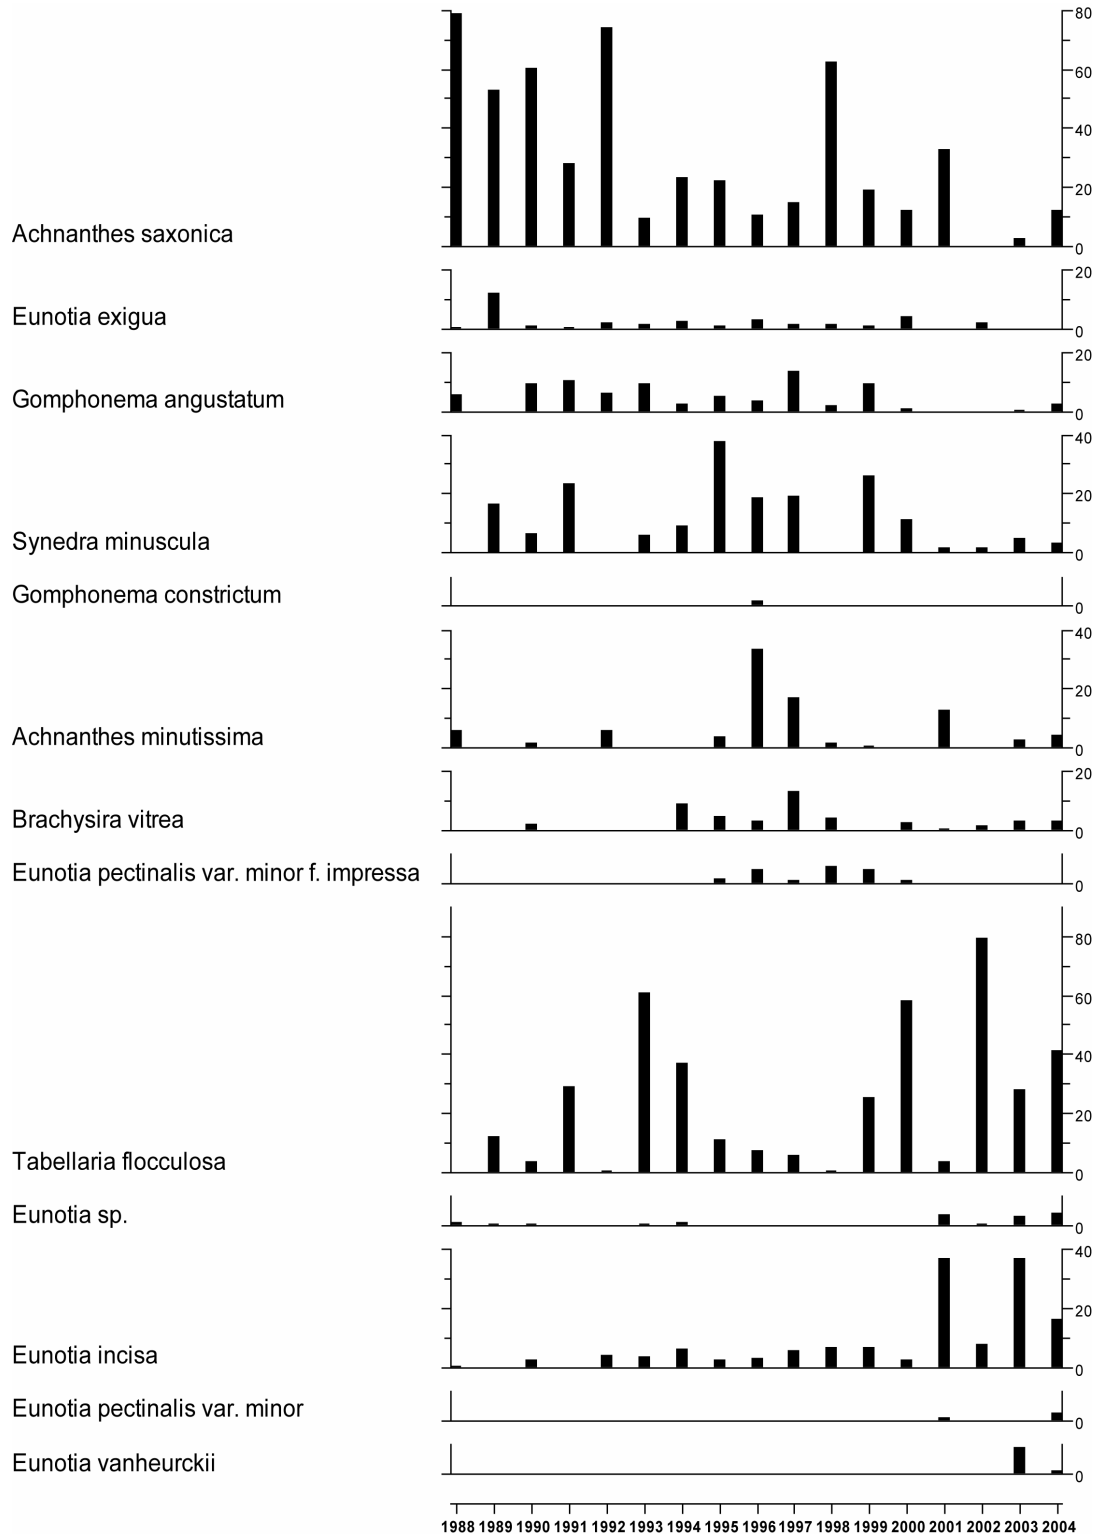 80
60
40
20
Achnanthes saxonica
0
20
Eunotia exigua
0
20
Gomphonema angustatum
0
40
20
Synedra minuscula
0
Gomphonema constrictum
0
40
20
Achnanthes minutissima
0
20
Brachysira vitrea
0
Eunotia pectinalis var. minor f. impressa
0
80
60
40
20
Tabellaria flocculosa
0
Eunotia sp.
0
40
20
Eunotia incisa
0
Eunotia pectinalis var. minor
0
Eunotia vanheurckii
0
1988 1989 1990 1991 1992 1993 1994 1995 1996 1997 1998 1999 2000 2001 2002 2003 2004